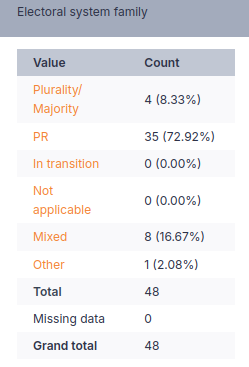 Electoral system family
Value Count
Plurality/
Majority 4 (8.33%)
PR 35 (72.92%)
In transition 0 (0.00%)
Not
applicable 0 (0.00%)
Mixed 8 (16.67%)
Other 1 (2.08%)
Total 48
Missing data 0
Grand total 48